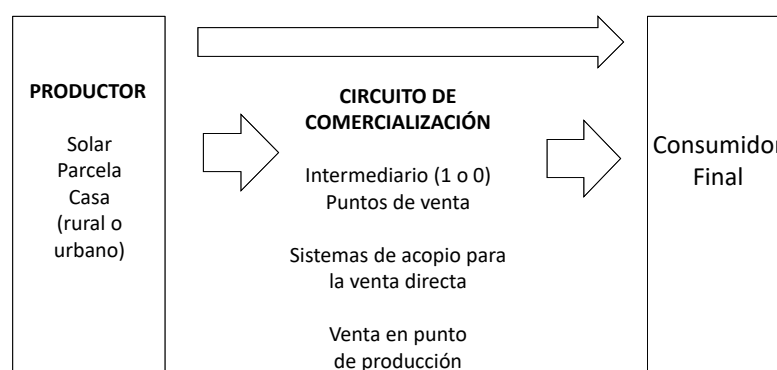 PRODUCTOR
Solar
Parcela
Casa
(rural o
urbano)
CIRCUITO DE
COMERCIALIZACIÓN
Intermediario (1 o 0)
Puntos de venta
Sistemas de acopio para
la venta directa
Venta en punto
de producción
Consumidor
Final